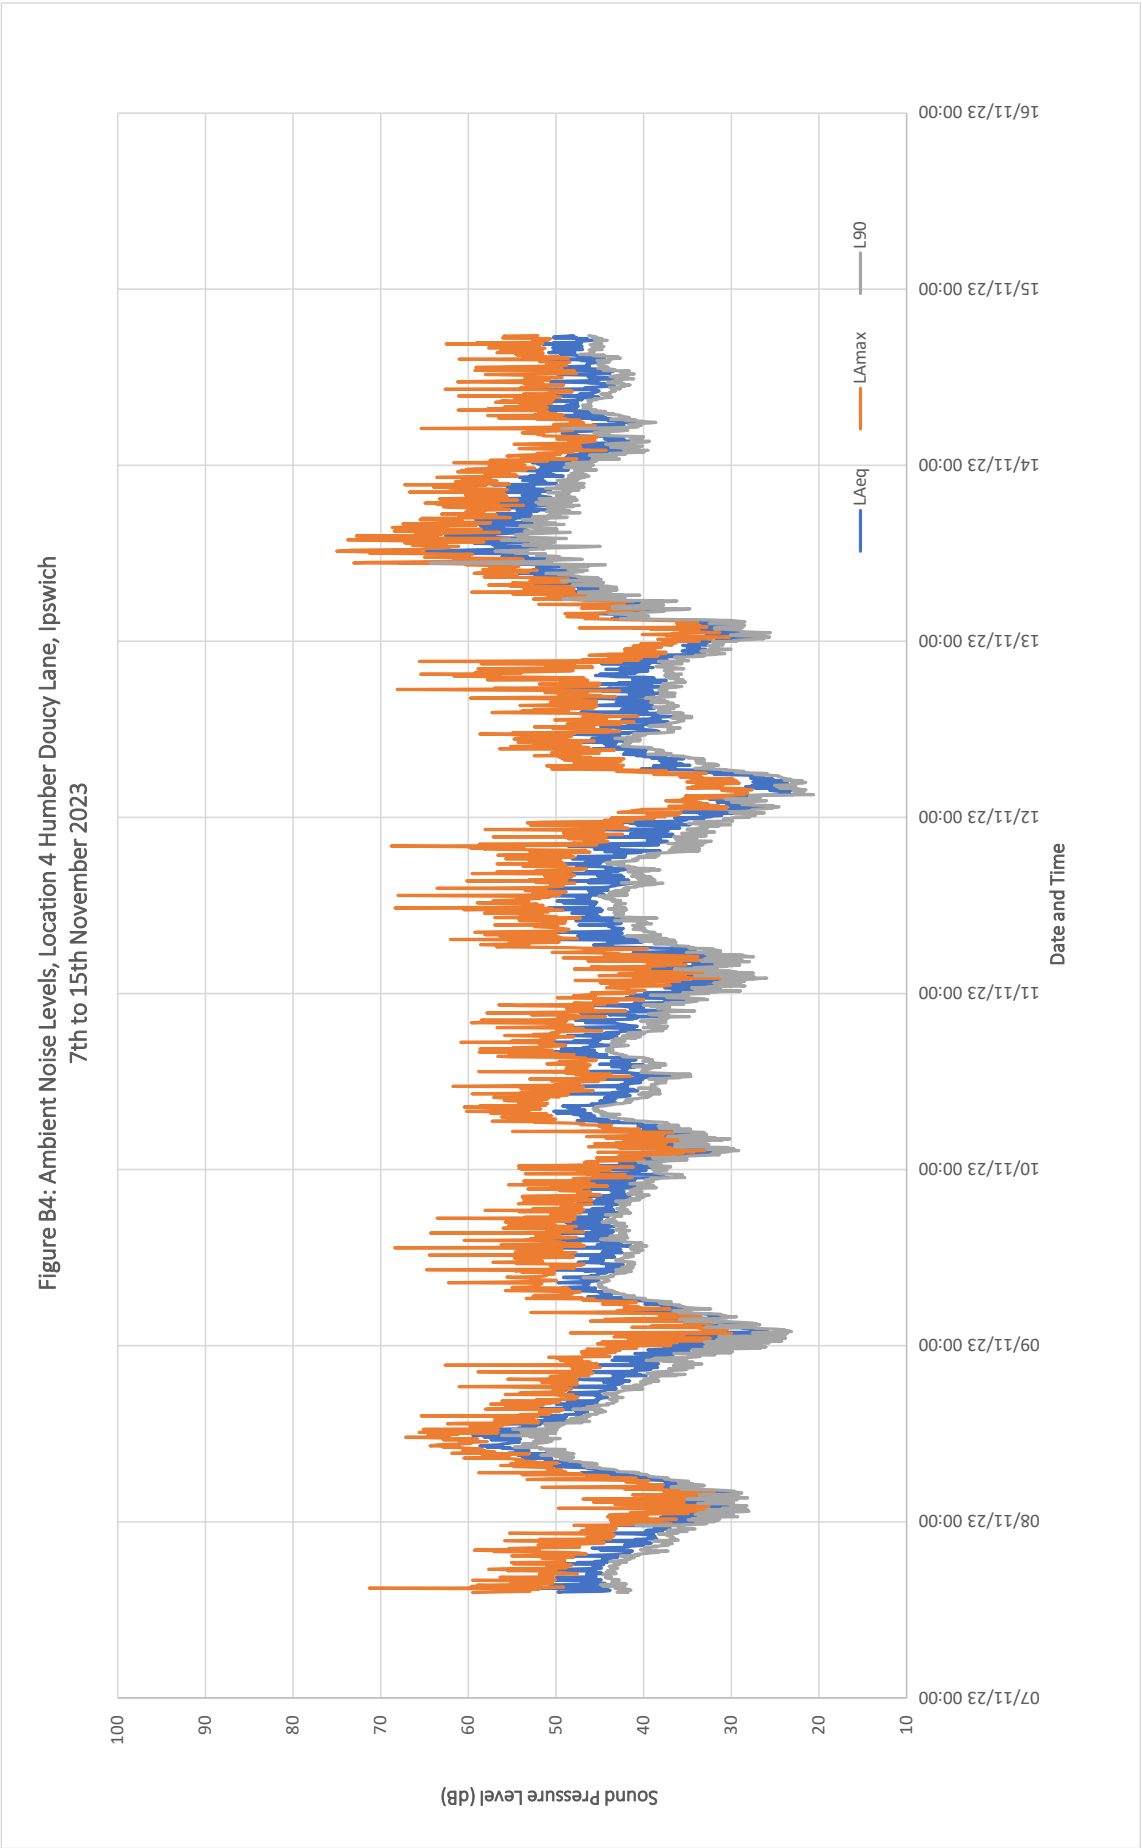 Figure B4: Ambient Noise Levels, Location 4 Humber Doucy Lane, Ipswich
7th to 15th November 2023
Sound Pressure Level (dB)
100
90
80
70
60
50
40
30
20
10
07/11/23 00:00
08/11/23 00:00
09/11/23 00:00
10/11/23 00:00
11/11/23 00:00
12/11/23 00:00
13/11/23 00:00
14/11/23 00:00
15/11/23 00:00
16/11/23 00:00
Date and Time
LAeq
LAmax
L90